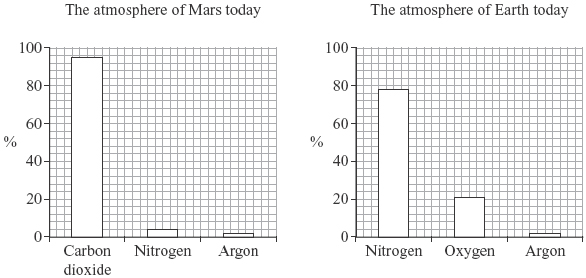 The atmosphere of Mars today
100
80
60
%
40
20
0
Carbon dioxide
Nitrogen
Argon
The atmosphere of Earth today
100
80
60
%
40
20
0
Nitrogen
Oxygen
Argon